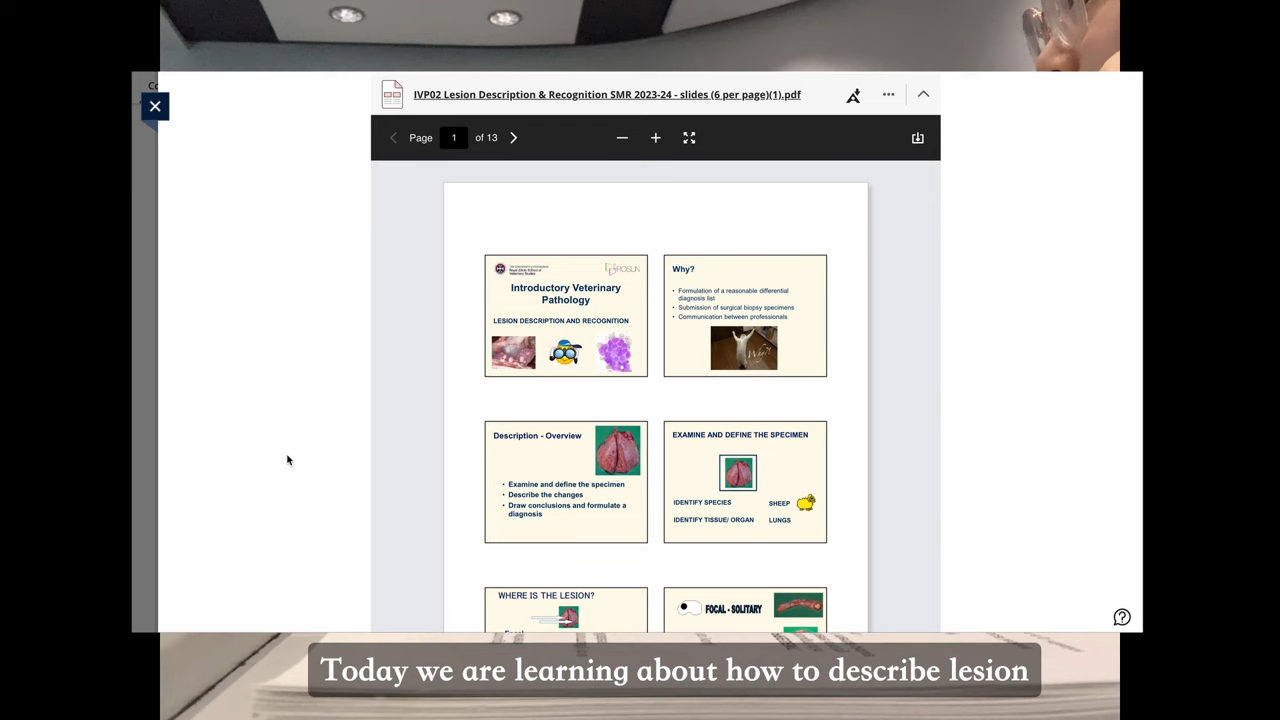 Co
IVP02 Lesion Description & Recognition SMR 2023-24 - slides (6 per page)(1).pdf
Page 1 of 13
Introductory Veterinary
Pathology
LESION DESCRIPTION AND RECOGNITION
Why?
• Formulation of a reasonable differential
diagnosis list
• Submission of surgical biopsy specimens
• Communication between professionals
Why?
Description - Overview
• Examine and define the specimen
• Describe the changes
• Draw conclusions and formulate a
diagnosis
EXAMINE AND DEFINE THE SPECIMEN
IDENTIFY SPECIES SHEEP
IDENTIFY TISSUE/ ORGAN LUNGS
WHERE IS THE LESION?
FOCAL - SOLITARY
Today we are learning about how to describe lesion